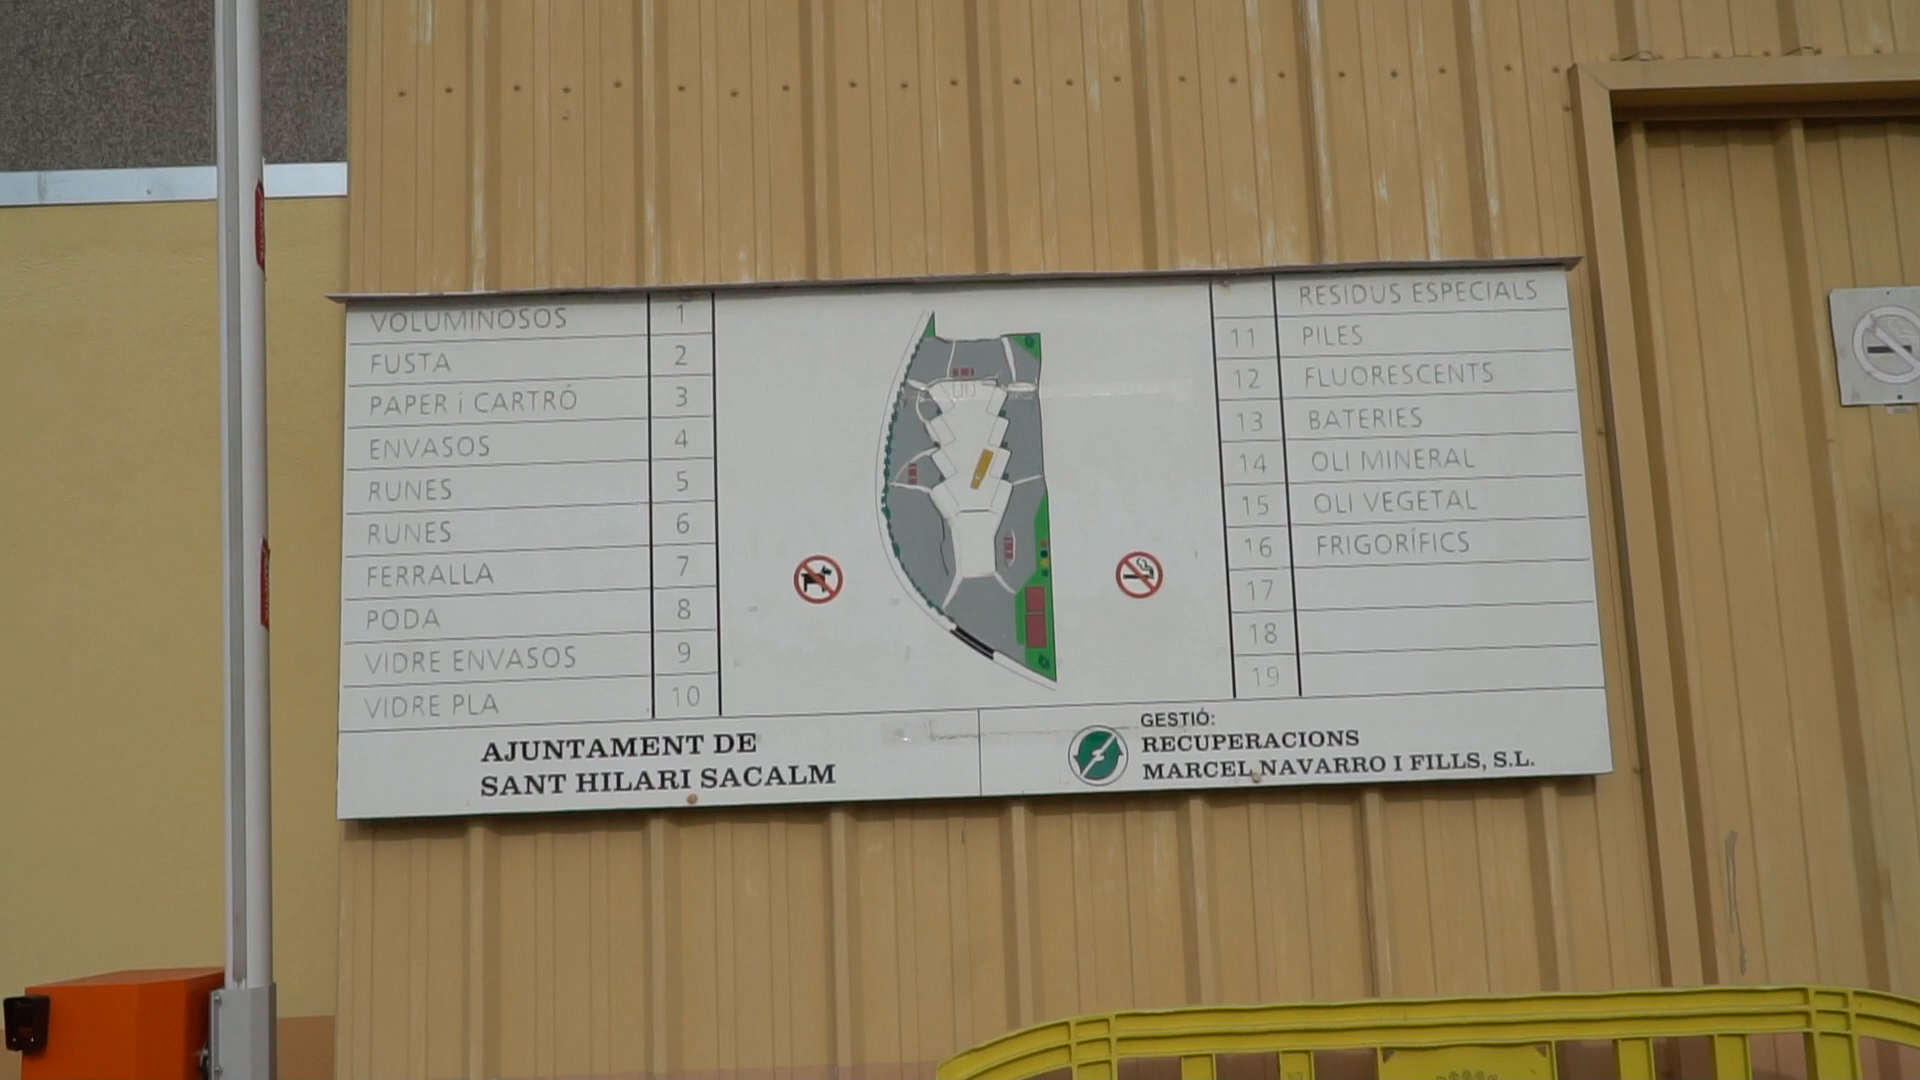 VOLUMINOSOS 1
FUSTA 2
PAPER i CARTRÓ 3
ENVASOS 4
RUNES 5
RUNES 6
FERRALLA 7
PODA 8
VIDRE ENVASOS 9
VIDRE PLA 10
RESIDUS ESPECIALS
11 PILES
12 FLUORESCENTS
13 BATERIES
14 OLI MINERAL
15 OLI VEGETAL
16 FRIGORÍFICS
17
18
19
AJUNTAMENT DE
SANT HILARI SACALM
GESTIÓ:
RECUPERACIONS
MARCEL NAVARRO I FILLS, S.L.